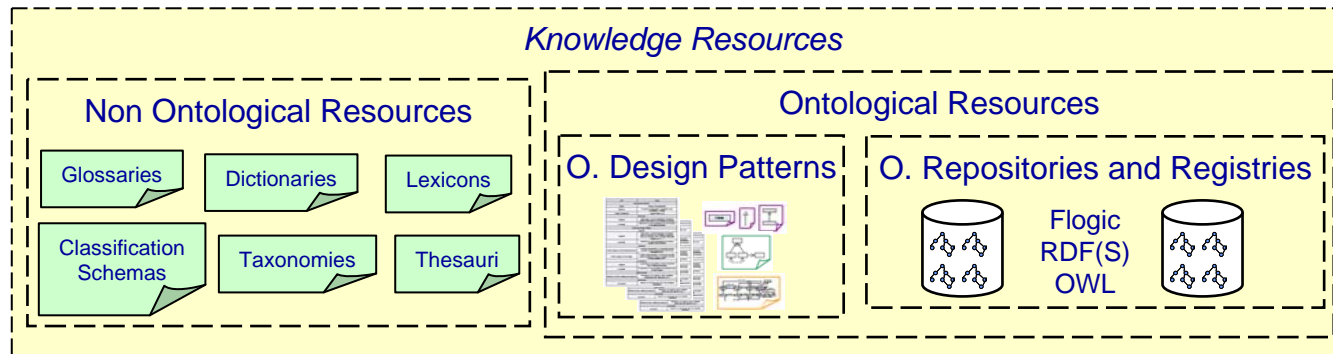 Knowledge Resources
Non Ontological Resources
Glossaries
Dictionaries
Lexicons
Classification
Schemas
Taxonomies
Thesauri
Ontological Resources
O. Design Patterns
O. Repositories and Registries
Flogic
RDF(S)
OWL